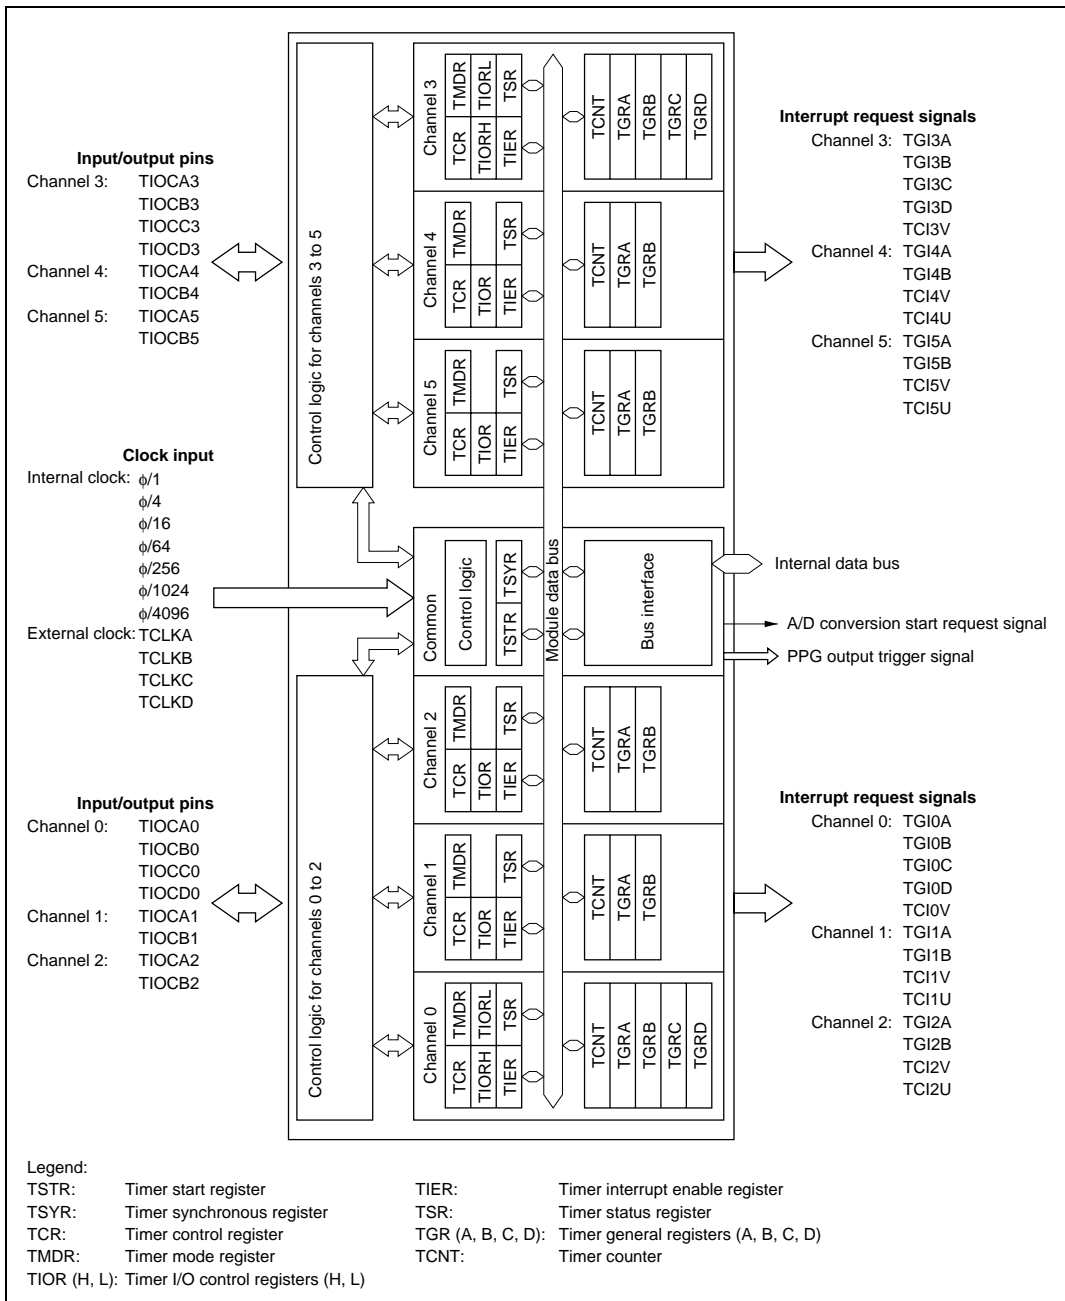 Input/output pins
Channel 3: TIOCA3
TIOCB3
TIOCC3
TIOCD3
Channel 4: TIOCA4
TIOCB4
Channel 5: TIOCA5
TIOCB5
Clock input
Internal clock: ϕ/1
ϕ/4
ϕ/16
ϕ/64
ϕ/256
ϕ/1024
ϕ/4096
External clock: TCLKA
TCLKB
TCLKC
TCLKD
Input/output pins
Channel 0: TIOCA0
TIOCB0
TIOCC0
TIOCD0
Channel 1: TIOCA1
TIOCB1
Channel 2: TIOCA2
TIOCB2
Control logic for channels 3 to 5
Control logic for channels 0 to 2
Channel 3
TCR TMDR
TIORH TIORL
TIER TSR
TCNT
TGRA
TGRB
TGRC
TGRD
Channel 4
TCR TMDR
TIOR
TIER TSR
TCNT
TGRA
TGRB
Channel 5
TCR TMDR
TIOR
TIER TSR
TCNT
TGRA
TGRB
Common
Control logic
TSTR TSYR
Module data bus
Bus interface
Channel 2
TCR TMDR
TIOR
TIER TSR
TCNT
TGRA
TGRB
Channel 1
TCR TMDR
TIOR
TIER TSR
TCNT
TGRA
TGRB
Channel 0
TCR TMDR
TIORH TIORL
TIER TSR
TCNT
TGRA
TGRB
TGRC
TGRD
Interrupt request signals
Channel 3: TGI3A
TGI3B
TGI3C
TGI3D
TCI3V
Channel 4: TGI4A
TGI4B
TCI4V
TCI4U
Channel 5: TGI5A
TGI5B
TCI5V
TCI5U
Internal data bus
A/D conversion start request signal
PPG output trigger signal
Interrupt request signals
Channel 0: TGI0A
TGI0B
TGI0C
TGI0D
TCI0V
Channel 1: TGI1A
TGI1B
TCI1V
TCI1U
Channel 2: TGI2A
TGI2B
TCI2V
TCI2U
Legend:
TSTR: Timer start register
TSYR: Timer synchronous register
TCR: Timer control register
TMDR: Timer mode register
TIOR (H, L): Timer I/O control registers (H, L)
TIER: Timer interrupt enable register
TSR: Timer status register
TGR (A, B, C, D): Timer general registers (A, B, C, D)
TCNT: Timer counter